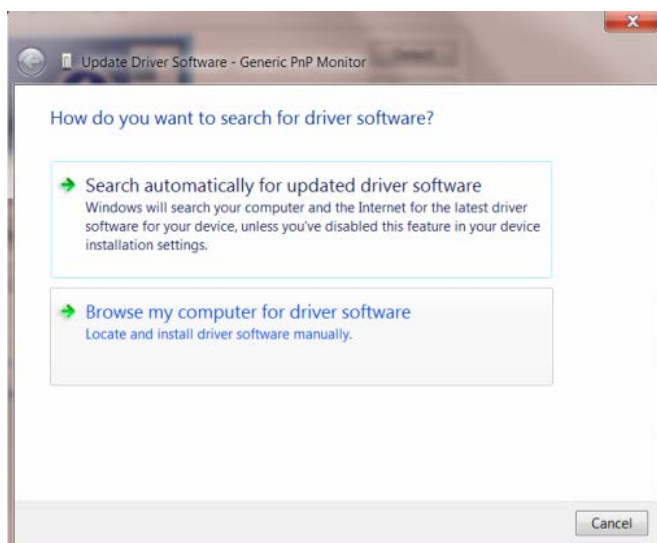 Update Driver Software - Generic PnP Monitor
How do you want to search for driver software?
Search automatically for updated driver software
Windows will search your computer and the Internet for the latest driver
software for your device, unless you've disabled this feature in your device
installation settings.
Browse my computer for driver software
Locate and install driver software manually.
Cancel